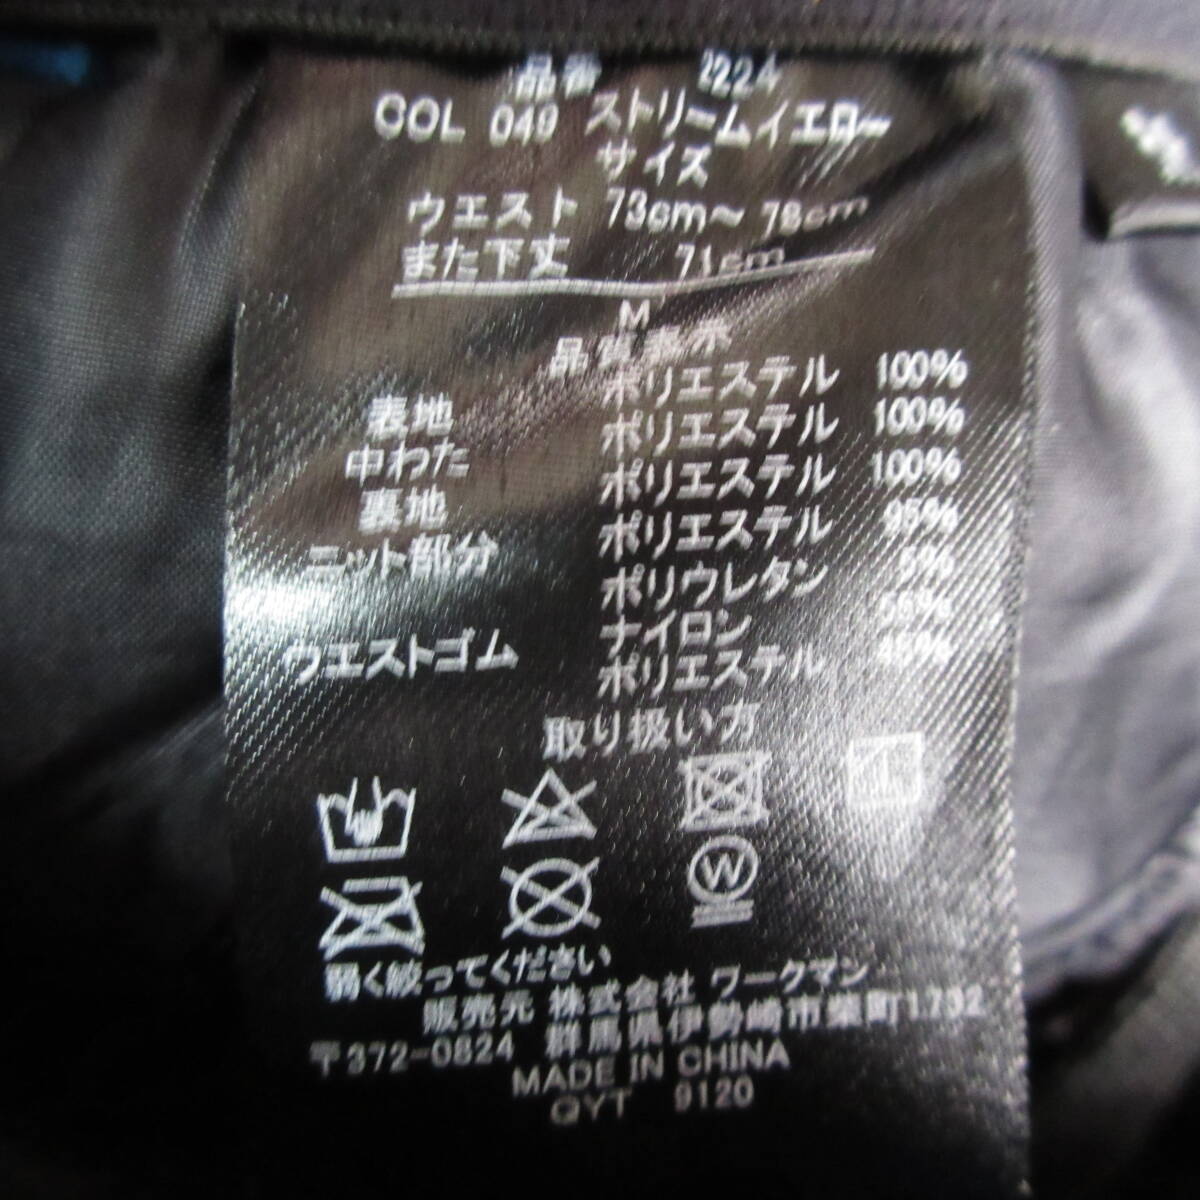 品番 2224
COL 049 ストリームイエロー
サイズ
ウエスト 73cm～78cm
また下丈 71cm
M
品質表示
表地 ポリエステル 100%
中わた ポリエステル 100%
裏地 ポリエステル 100%
ニット部分 ポリエステル 95%
ポリウレタン 5%
ウエストゴム ナイロン 55%
ポリエステル 45%
取り扱い方
W
弱く絞ってください
販売元 株式会社 ワークマン
〒372-0824 群馬県伊勢崎市柴町1732
MADE IN CHINA
QYT 9120